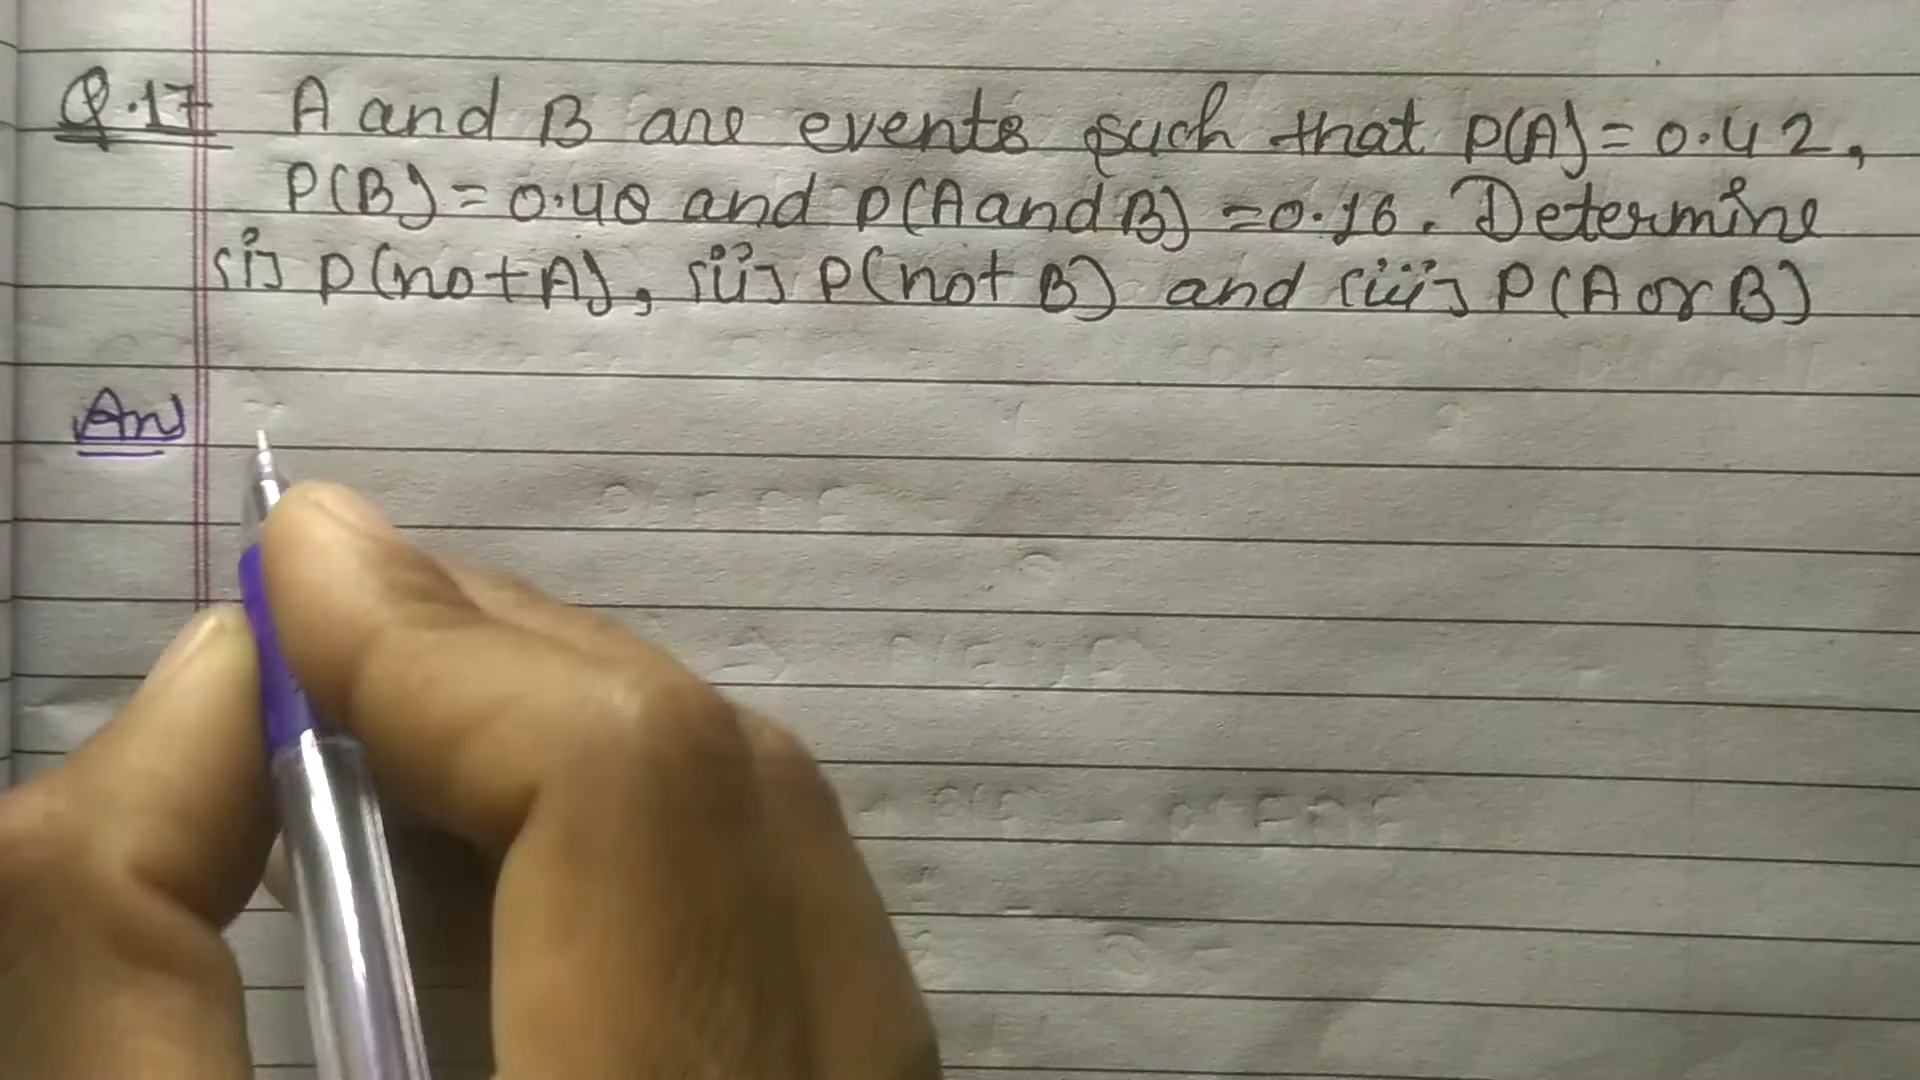 Q.17 A and B are events such that P(A) = 0.42,
P(B) = 0.48 and P(A and B) = 0.16. Determine
(i) P(not A), (ii) P(not B) and (iii) P(A or B)
Ans